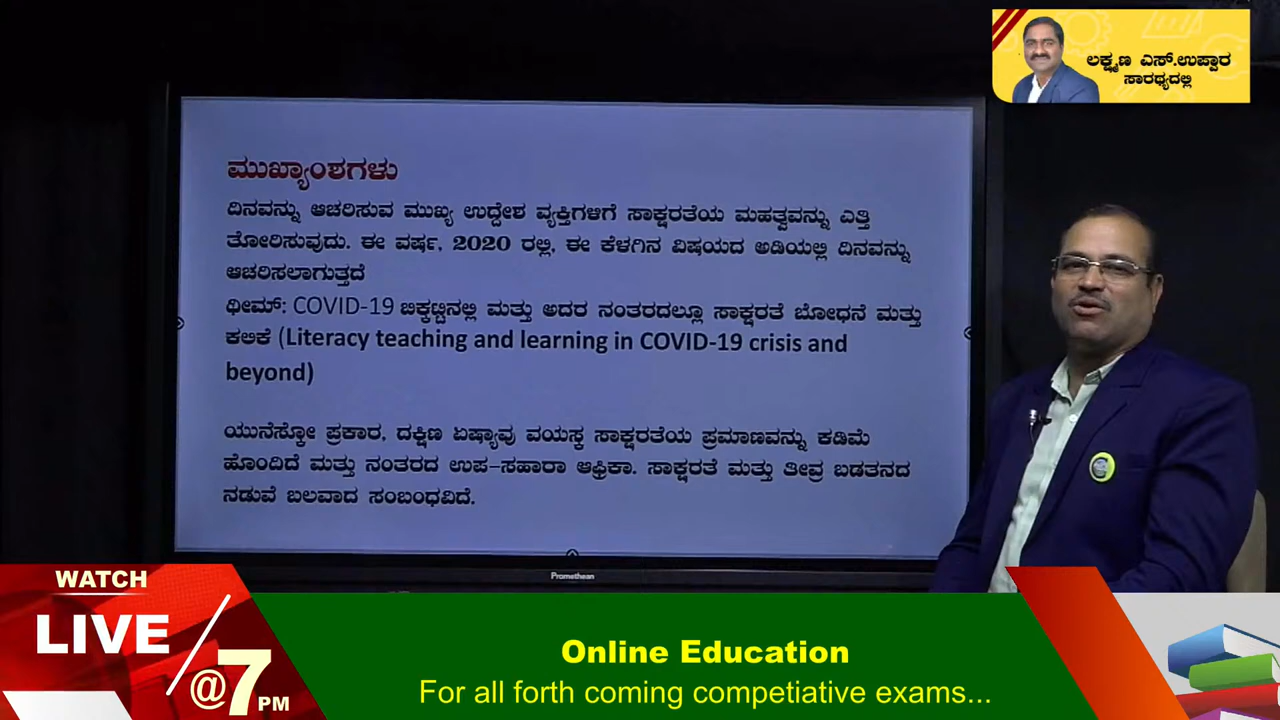 ಲಕ್ಷ್ಮಣ ಎಸ್.ಉಪ್ಪಾರ
ಸಾರಥ್ಯದಲ್ಲಿ
ಮುಖ್ಯಾಂಶಗಳು
ದಿನವನ್ನು ಆಚರಿಸುವ ಮುಖ್ಯ ಉದ್ದೇಶ ವ್ಯಕ್ತಿಗಳಿಗೆ ಸಾಕ್ಷರತೆಯ ಮಹತ್ವವನ್ನು ಎತ್ತಿ
ತೋರಿಸುವುದು. ಈ ವರ್ಷ, 2020 ರಲ್ಲಿ, ಈ ಕೆಳಗಿನ ವಿಷಯದ ಅಡಿಯಲ್ಲಿ ದಿನವನ್ನು
ಆಚರಿಸಲಾಗುತ್ತದೆ
ಥೀಮ್: COVID-19 ಬಿಕ್ಕಟ್ಟಿನಲ್ಲಿ ಮತ್ತು ಅದರ ನಂತರದಲ್ಲೂ ಸಾಕ್ಷರತೆ ಬೋಧನೆ ಮತ್ತು
ಕಲಿಕೆ (Literacy teaching and learning in COVID-19 crisis and
beyond)
ಯುನೆಸ್ಕೋ ಪ್ರಕಾರ, ದಕ್ಷಿಣ ಏಷ್ಯಾವು ವಯಸ್ಕ ಸಾಕ್ಷರತೆಯ ಪ್ರಮಾಣವನ್ನು ಕಡಿಮೆ
ಹೊಂದಿದೆ ಮತ್ತು ನಂತರದ ಉಪ-ಸಹಾರಾ ಆಫ್ರಿಕಾ. ಸಾಕ್ಷರತೆ ಮತ್ತು ತೀವ್ರ ಬಡತನದ
ನಡುವೆ ಬಲವಾದ ಸಂಬಂಧವಿದೆ.
Promethean
WATCH
LIVE
@7 PM
Online Education
For all forth coming competiative exams...